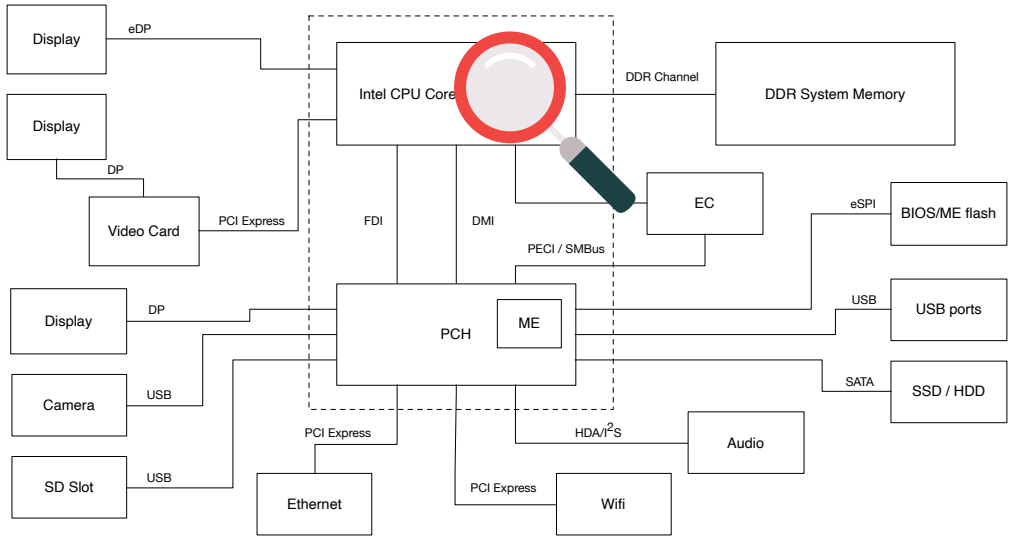 Display
eDP
Intel CPU Core
DDR Channel
DDR System Memory
Display
DP
Video Card
PCI Express
FDI
DMI
EC
PECI / SMBus
eSPI
BIOS/ME flash
Display
DP
PCH
ME
USB
USB ports
Camera
USB
SATA
SSD / HDD
SD Slot
USB
PCI Express
Ethernet
PCI Express
Wifi
HDA/I²S
Audio